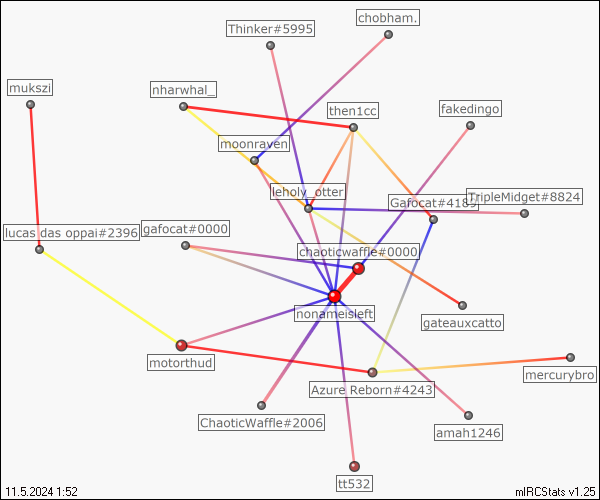 chobham.
Thinker#5995
mukszi
nharwhal_
then1cc
fakedingo
moonraven
leholy_otter
Gafocat#4189
TripleMidget#8824
lucas das oppai#2396
gafocat#0000
chaoticwaffle#0000
nonameisleft
gateauxcatto
motorthud
mercurybro
Azure Reborn#4243
ChaoticWaffle#2006
amah1246
tt532
11.5.2024 1:52
mIRCStats v1.25